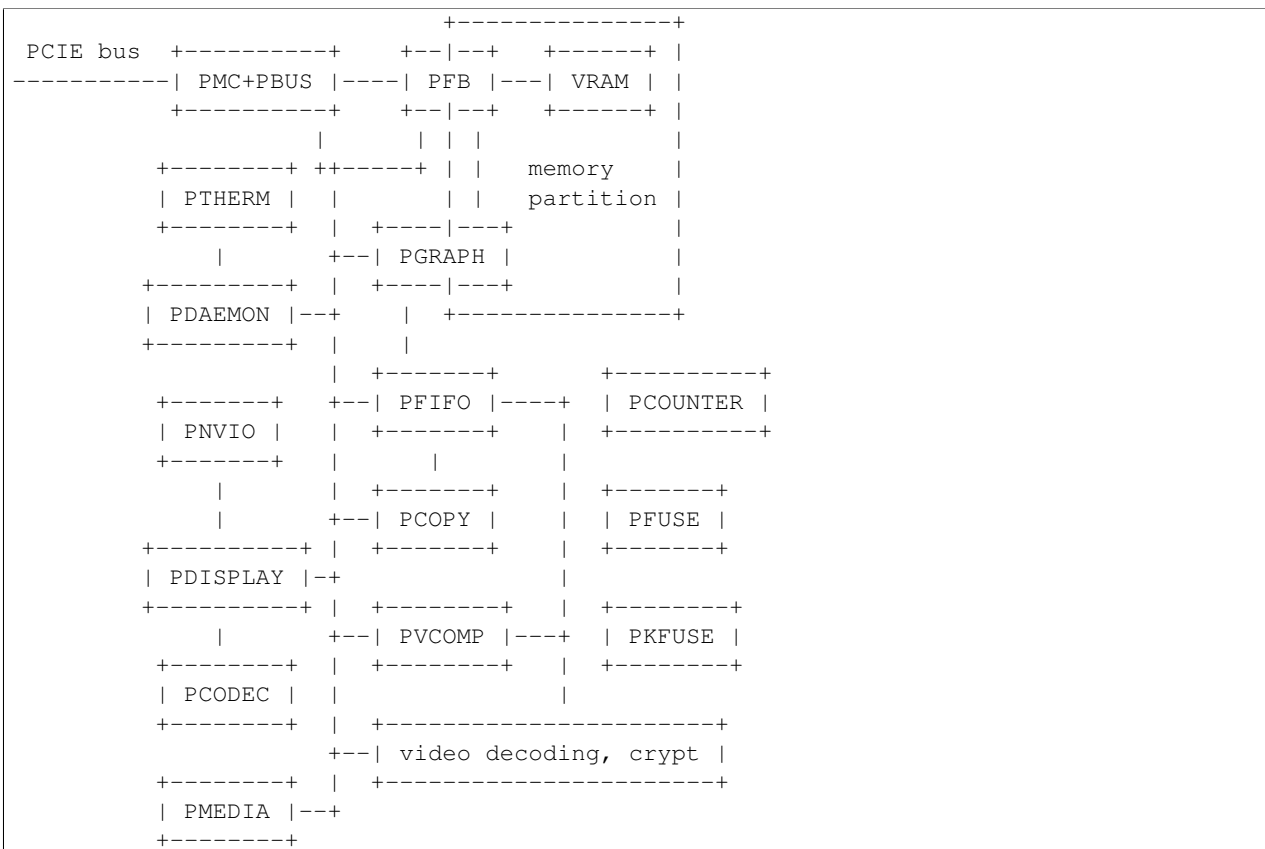 PCIE bus
PMC+PBUS PFB VRAM
memory
PTHERM partition
PGRAPH
PDAEMON
PFIFO PCOUNTER
PNVIO
PCOPY PFUSE
PDISPLAY
PVCOMP PKFUSE
PCODEC
video decoding, crypt
PMEDIA